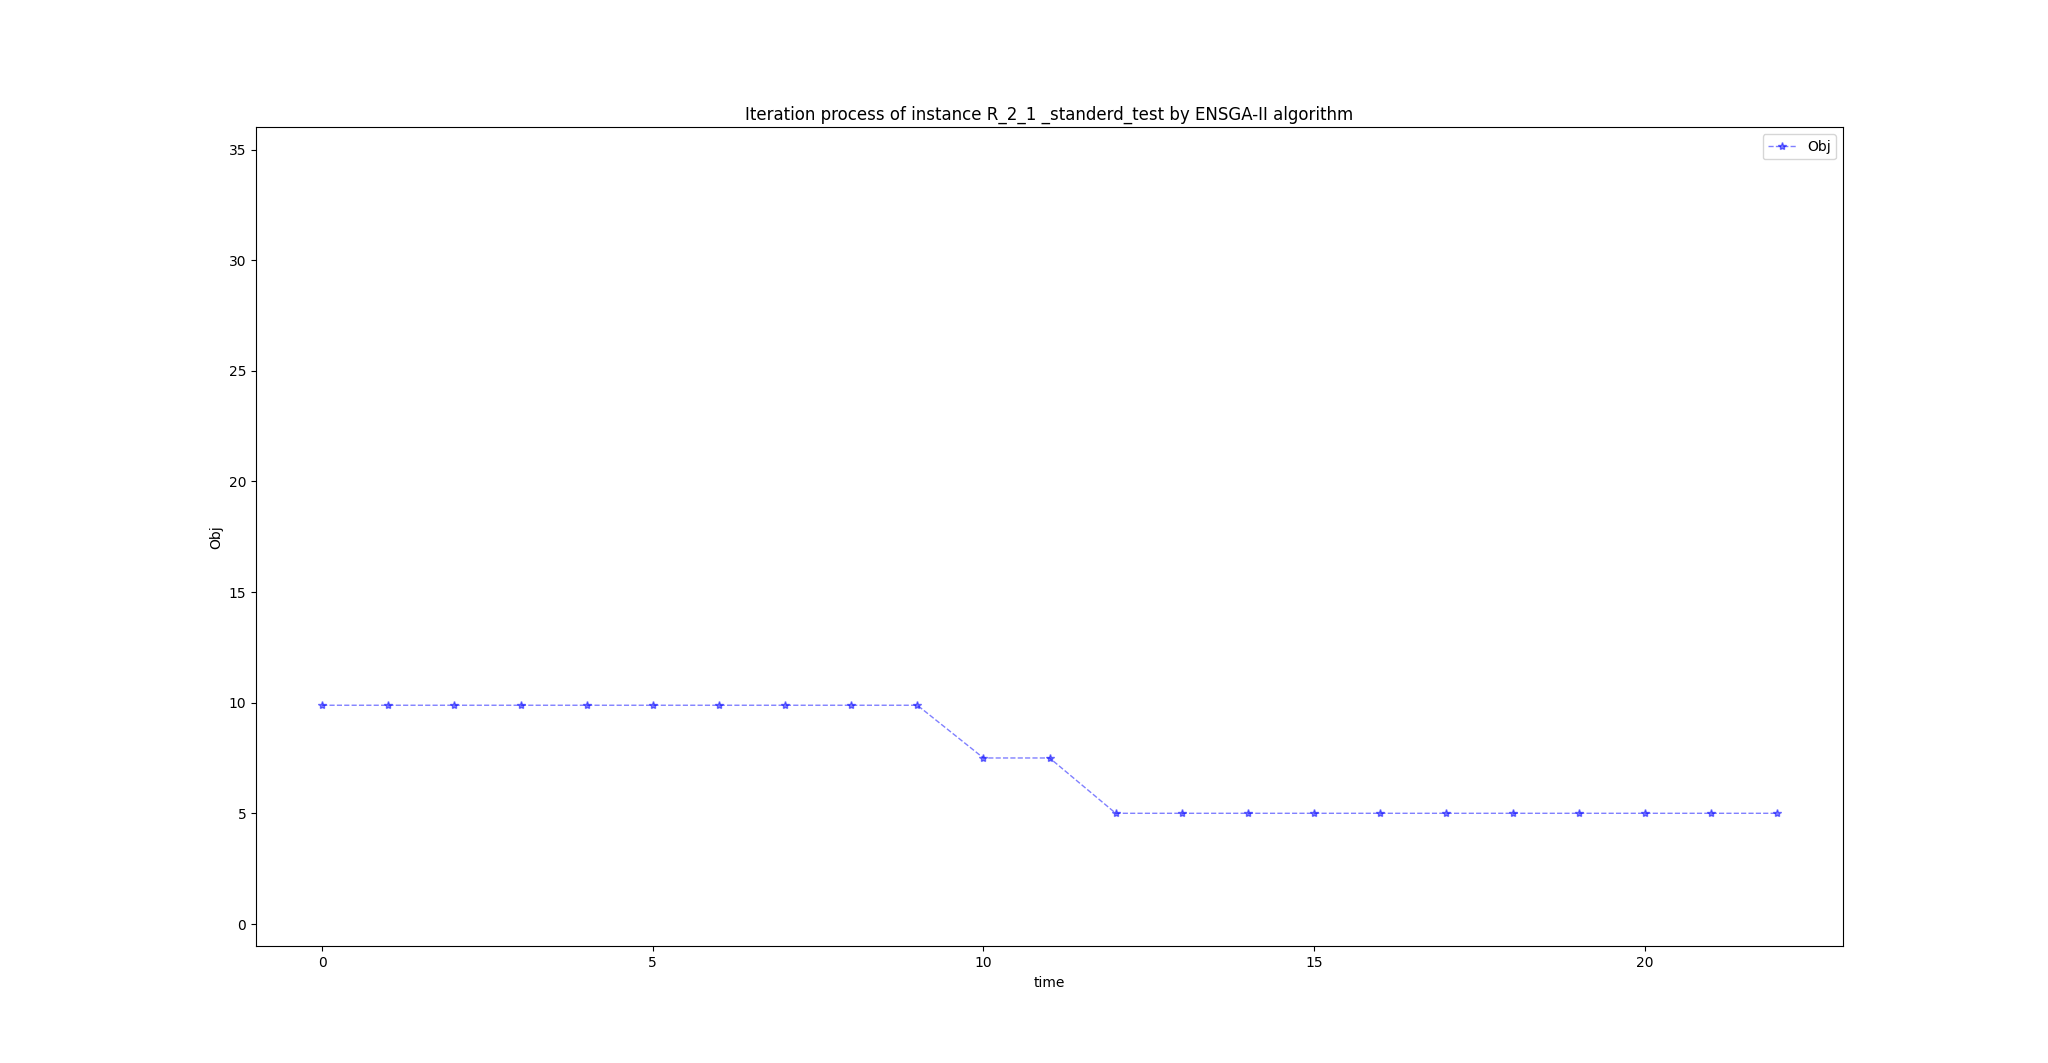 Iteration process of instance R_2_1 _standerd_test by ENSGA-II algorithm
Obj
35
30
25
20
15
10
5
0
Obj
0 5 10 15 20
time